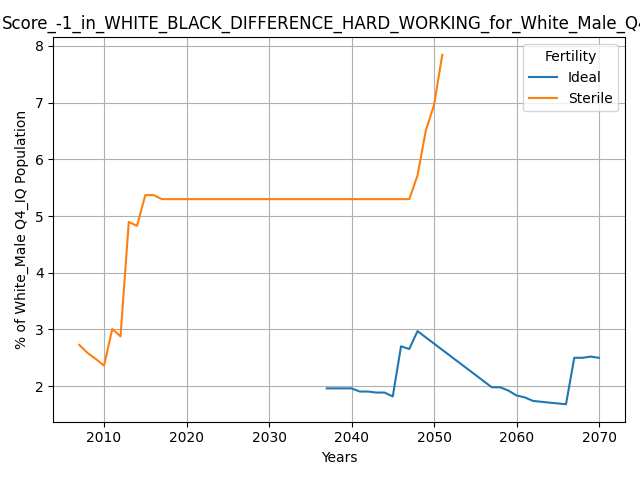 Score_-1_in_WHITE_BLACK_DIFFERENCE_HARD_WORKING_for_White_Male_Q4
Fertility
Ideal
Sterile
% of White_Male Q4_IQ Population
8
7
6
5
4
3
2
2010 2020 2030 2040 2050 2060 2070
Years